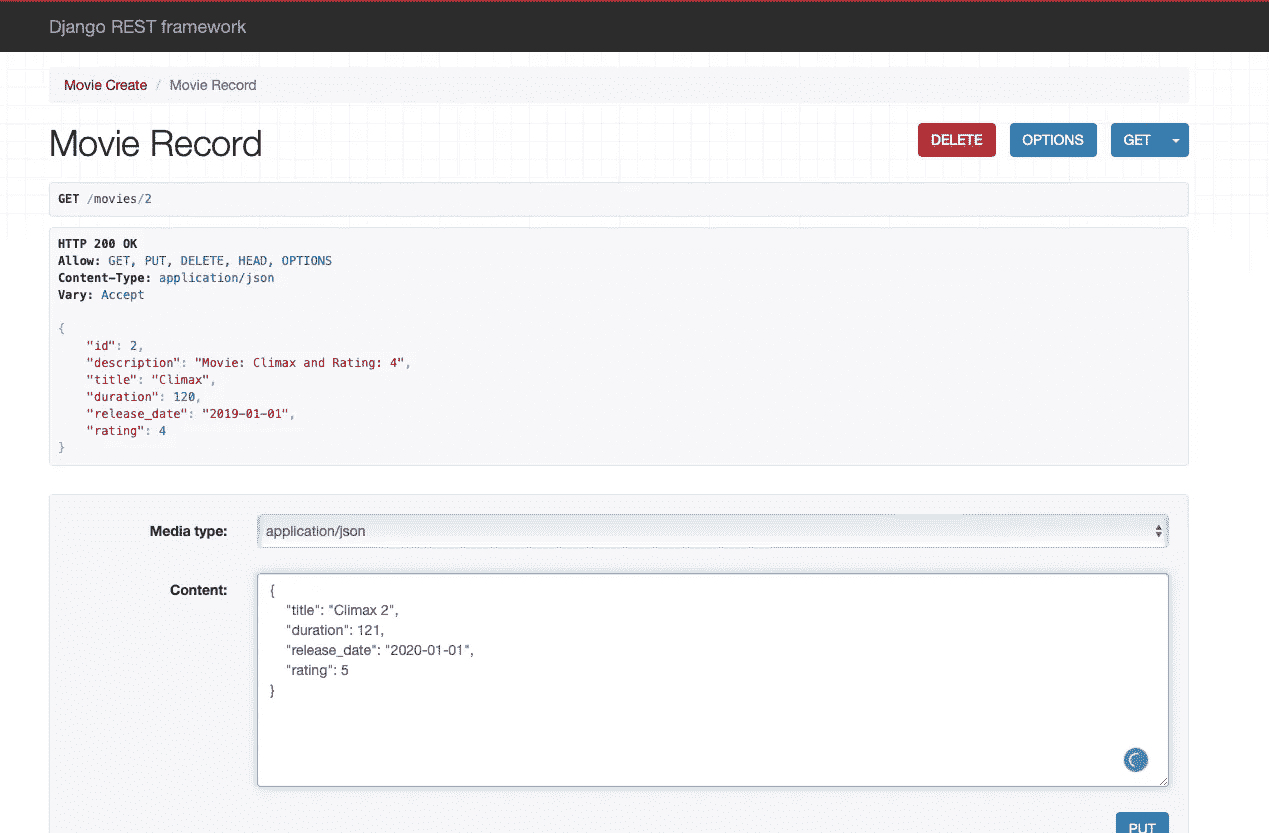 Django REST framework
Movie Create / Movie Record
Movie Record
DELETE
OPTIONS
GET
GET /movies/2
HTTP 200 OK
Allow: GET, PUT, DELETE, HEAD, OPTIONS
Content-Type: application/json
Vary: Accept
{
    "id": 2,
    "description": "Movie: Climax and Rating: 4",
    "title": "Climax",
    "duration": 120,
    "release_date": "2019-01-01",
    "rating": 4
}
Media type:
application/json
Content:
{
    "title": "Climax 2",
    "duration": 121,
    "release_date": "2020-01-01",
    "rating": 5
}
PUT